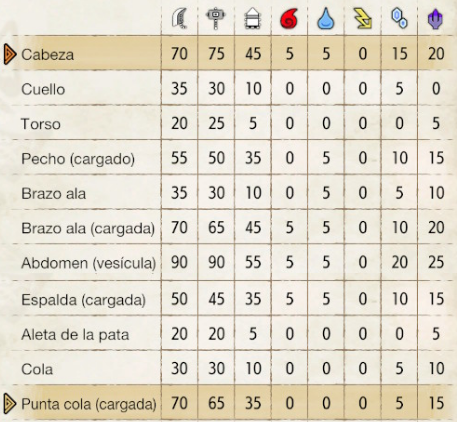 Cabeza 70 75 45 5 5 0 15 20
Cuello 35 30 10 0 0 0 5 0
Torso 20 25 5 0 0 0 0 5
Pecho (cargado) 55 50 35 0 5 0 10 15
Brazo ala 35 30 10 0 0 0 5 10
Brazo ala (cargada) 70 65 45 5 5 0 10 20
Abdomen (vesícula) 90 90 55 5 5 0 20 25
Espalda (cargada) 50 45 35 5 5 0 10 15
Aleta de la pata 20 20 5 0 0 0 0 5
Cola 30 30 10 0 0 0 5 10
Punta cola (cargada) 70 65 35 0 0 0 5 15